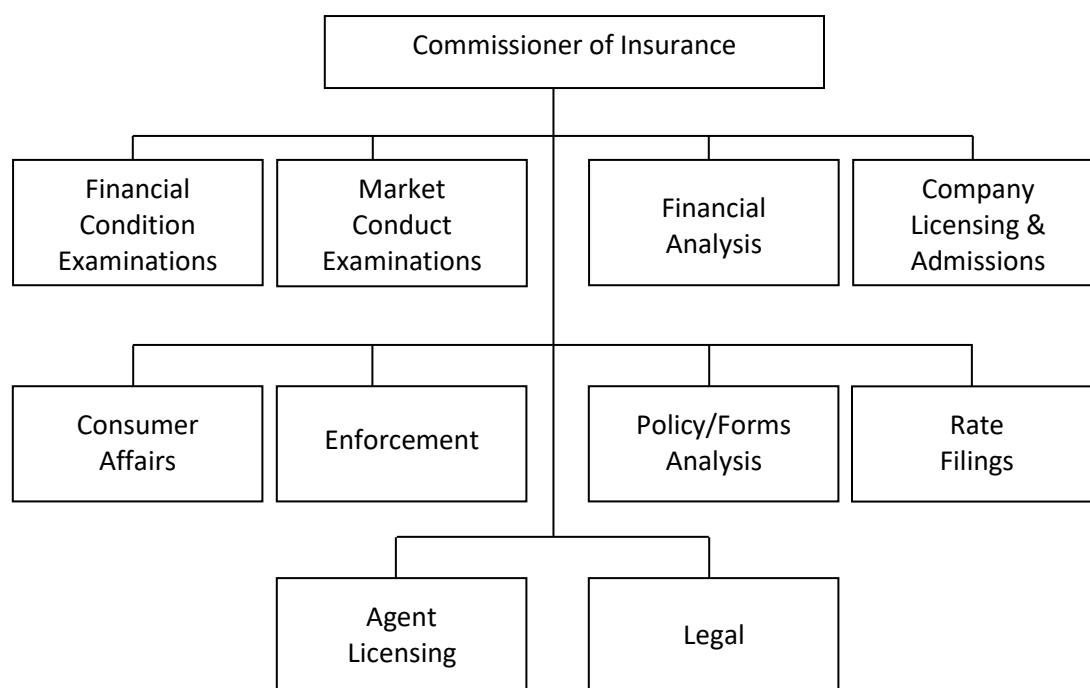 Commissioner of Insurance
Financial
Condition
Examinations
Market
Conduct
Examinations
Financial
Analysis
Company
Licensing &
Admissions
Consumer
Affairs
Enforcement
Policy/Forms
Analysis
Rate
Filings
Agent
Licensing
Legal